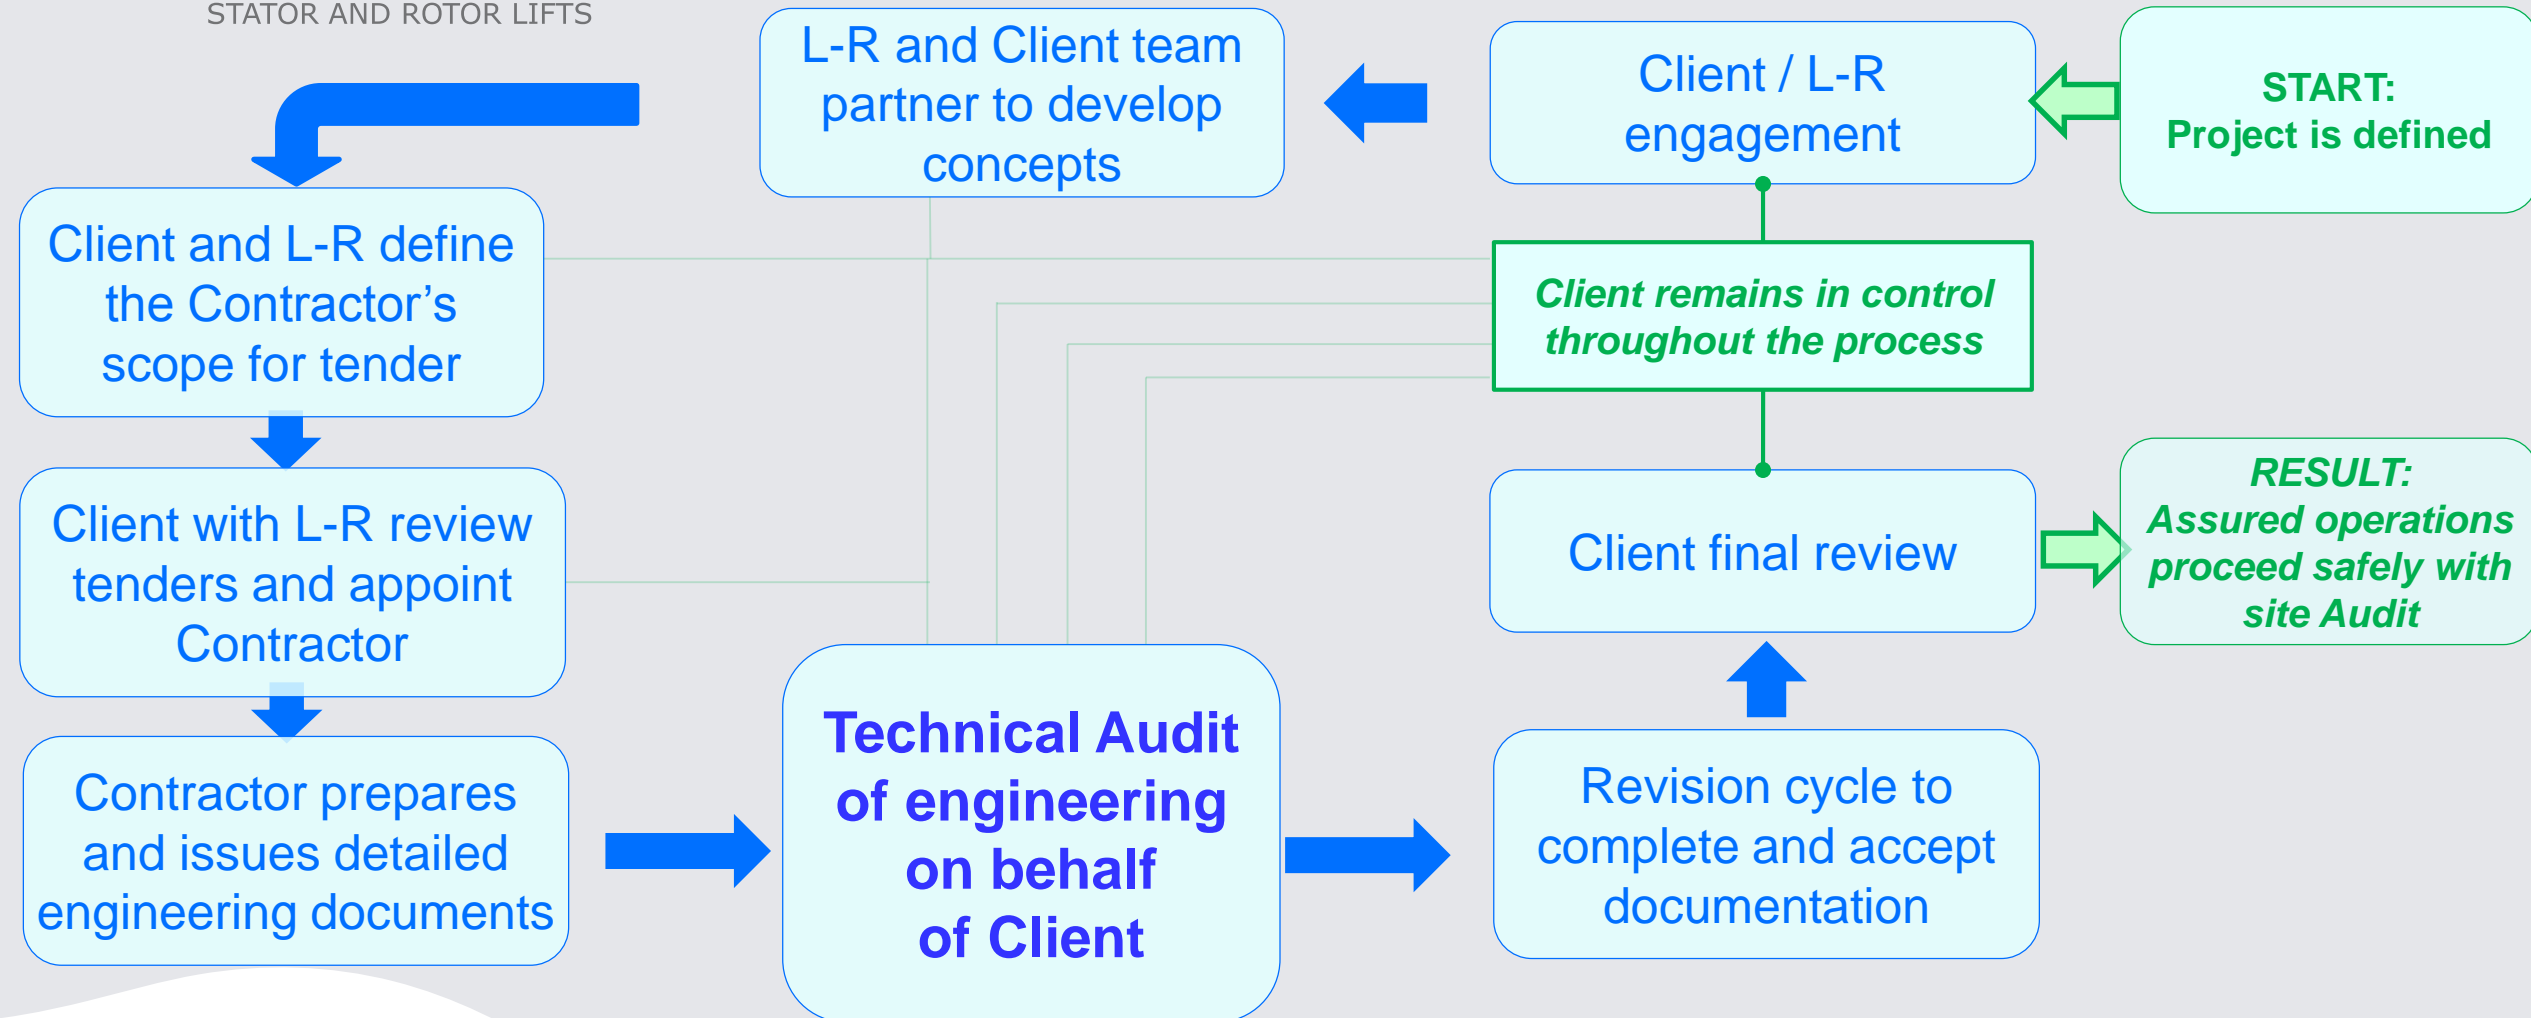 STATOR AND ROTOR LIFTS
START:
Project is defined
Client / L-R
engagement
L-R and Client team
partner to develop
concepts
Client and L-R define
the Contractor’s
scope for tender
Client with L-R review
tenders and appoint
Contractor
Contractor prepares
and issues detailed
engineering documents
Technical Audit
of engineering
on behalf
of Client
Revision cycle to
complete and accept
documentation
Client final review
Client remains in control
throughout the process
RESULT:
Assured operations
proceed safely with
site Audit